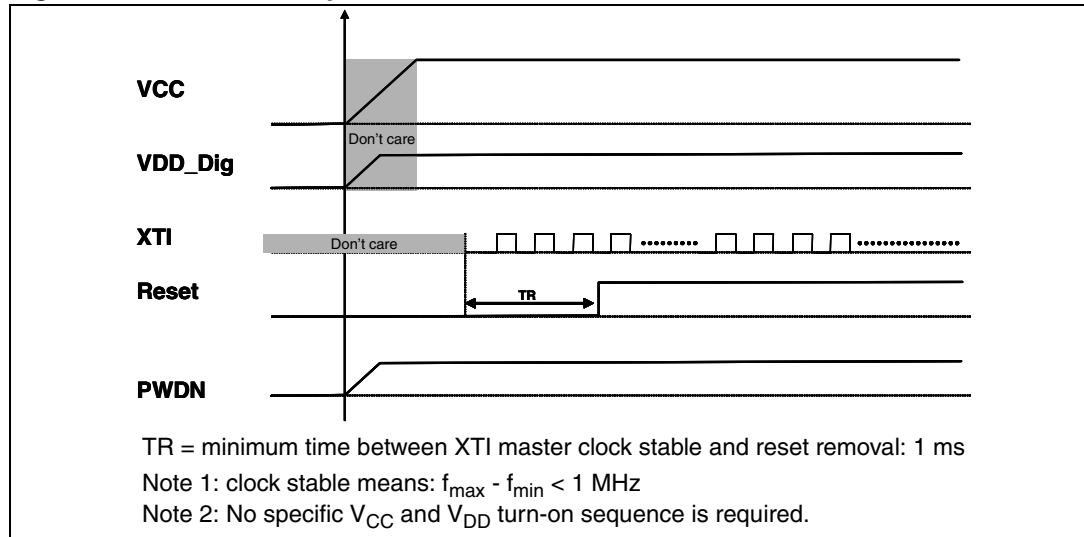 VCC
Don't care
VDD_Dig
XTI
Don't care
Reset
TR
PWDN
TR = minimum time between XTI master clock stable and reset removal: 1 ms
Note 1: clock stable means: fmax - fmin < 1 MHz
Note 2: No specific VCC and VDD turn-on sequence is required.